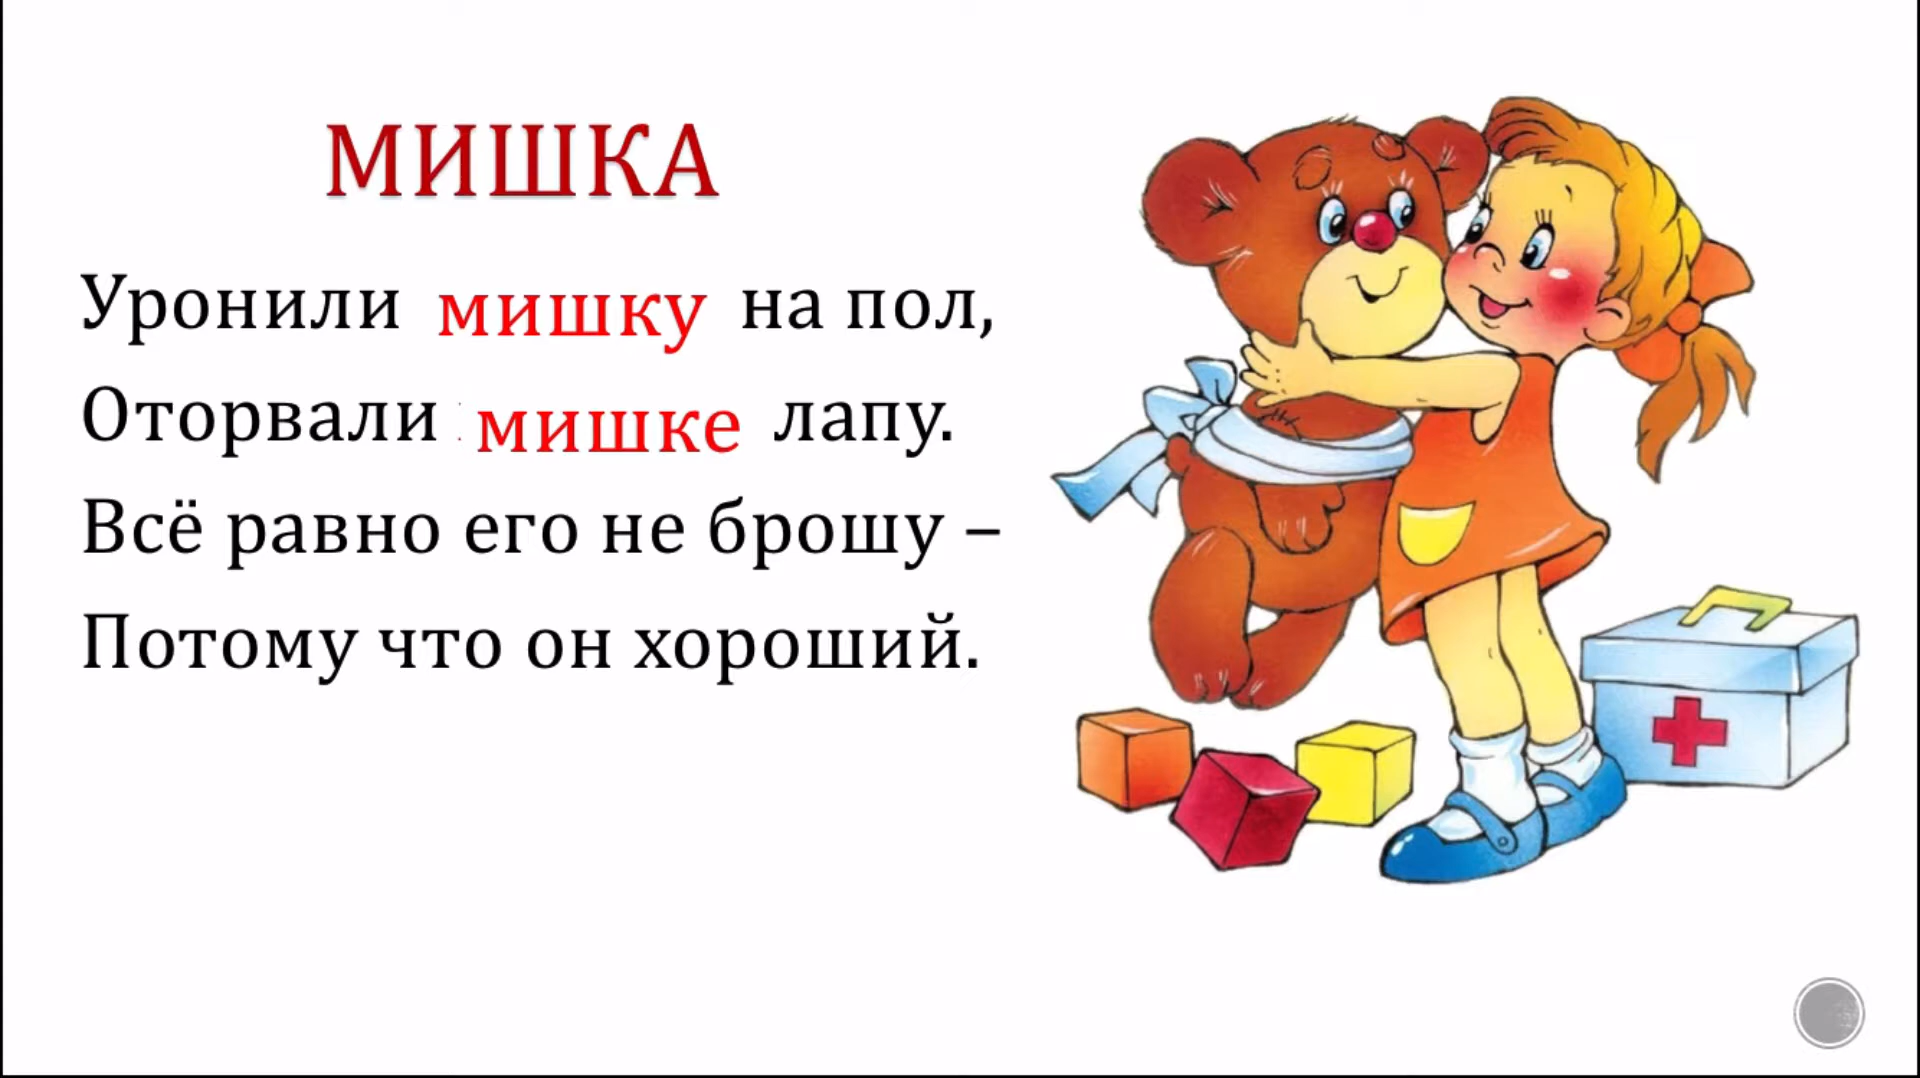 МИШКА
Уронили мишку на пол,
Оторвали мишке лапу.
Всё равно его не брошу –
Потому что он хороший.